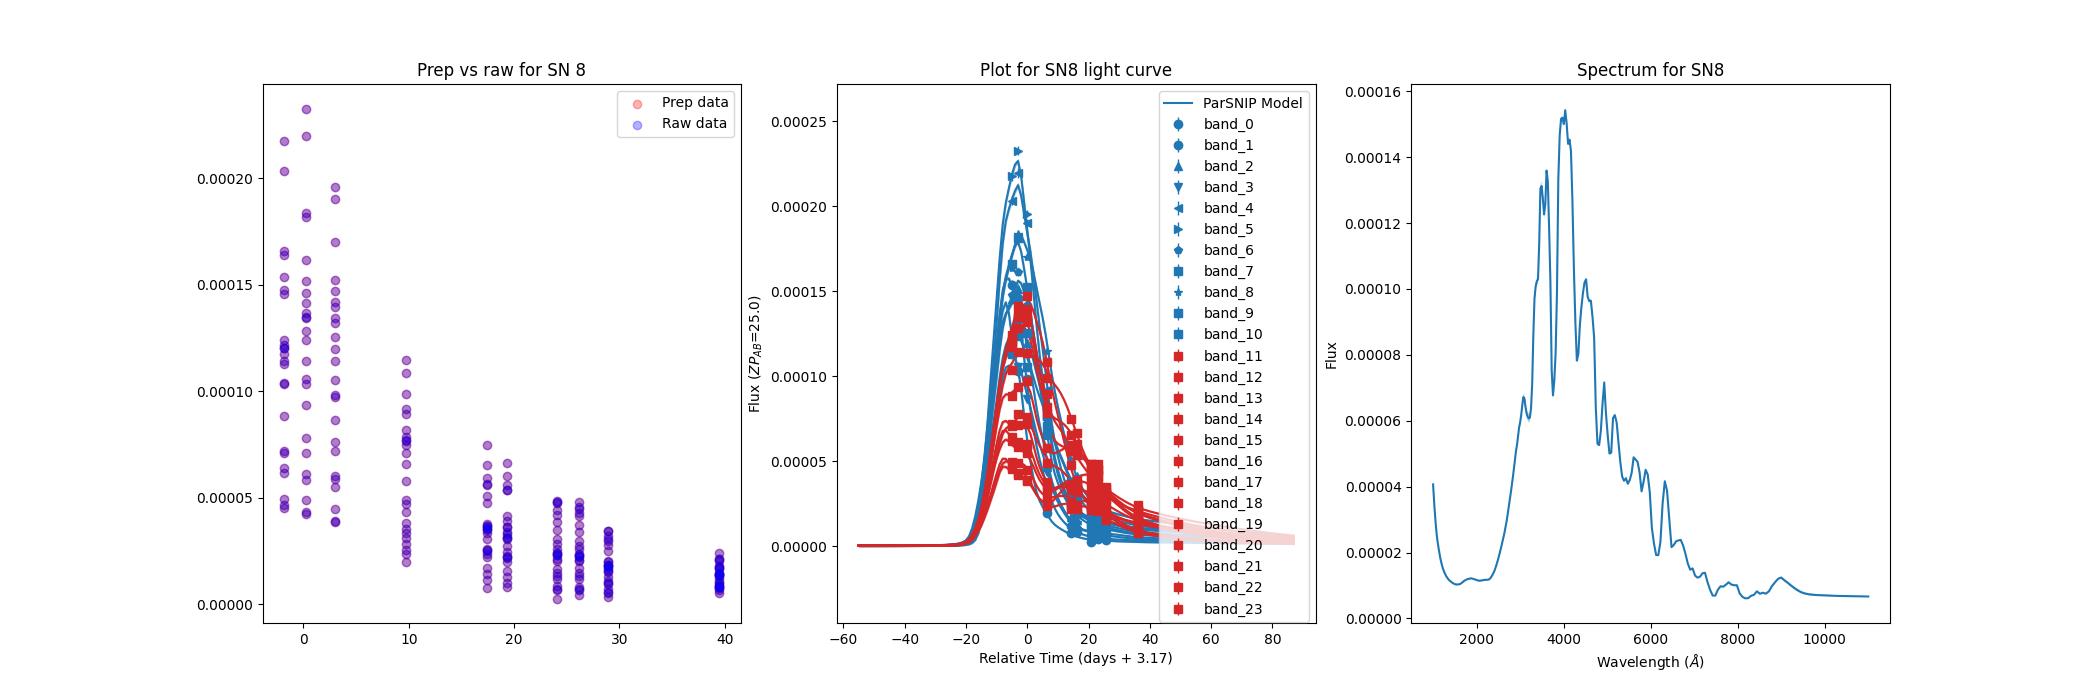 Prep vs raw for SN 8
Prep data
Raw data
0.00020
0.00015
0.00010
0.00005
0.00000
0
10
20
30
40
Plot for SN8 light curve
Flux (ZP_AB=25.0)
0.00025
0.00020
0.00015
0.00010
0.00005
0.00000
ParSNIP Model
band_0
band_1
band_2
band_3
band_4
band_5
band_6
band_7
band_8
band_9
band_10
band_11
band_12
band_13
band_14
band_15
band_16
band_17
band_18
band_19
band_20
band_21
band_22
band_23
−60
−40
−20
0
20
40
60
80
Relative Time (days + 3.17)
Spectrum for SN8
Flux
0.00016
0.00014
0.00012
0.00010
0.00008
0.00006
0.00004
0.00002
0.00000
2000
4000
6000
8000
10000
Wavelength (Å)